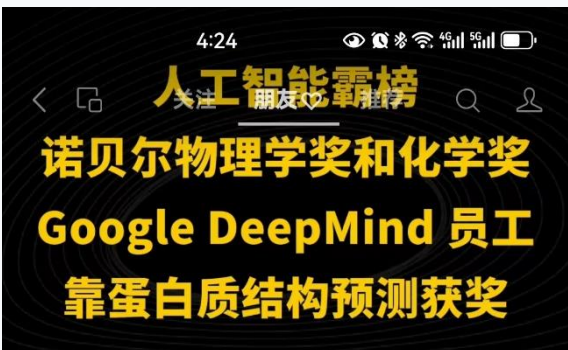 4:24 4G 5G
人工智能霸榜
关注 朋友 推荐
诺贝尔物理学奖和化学奖
Google DeepMind 员工
靠蛋白质结构预测获奖